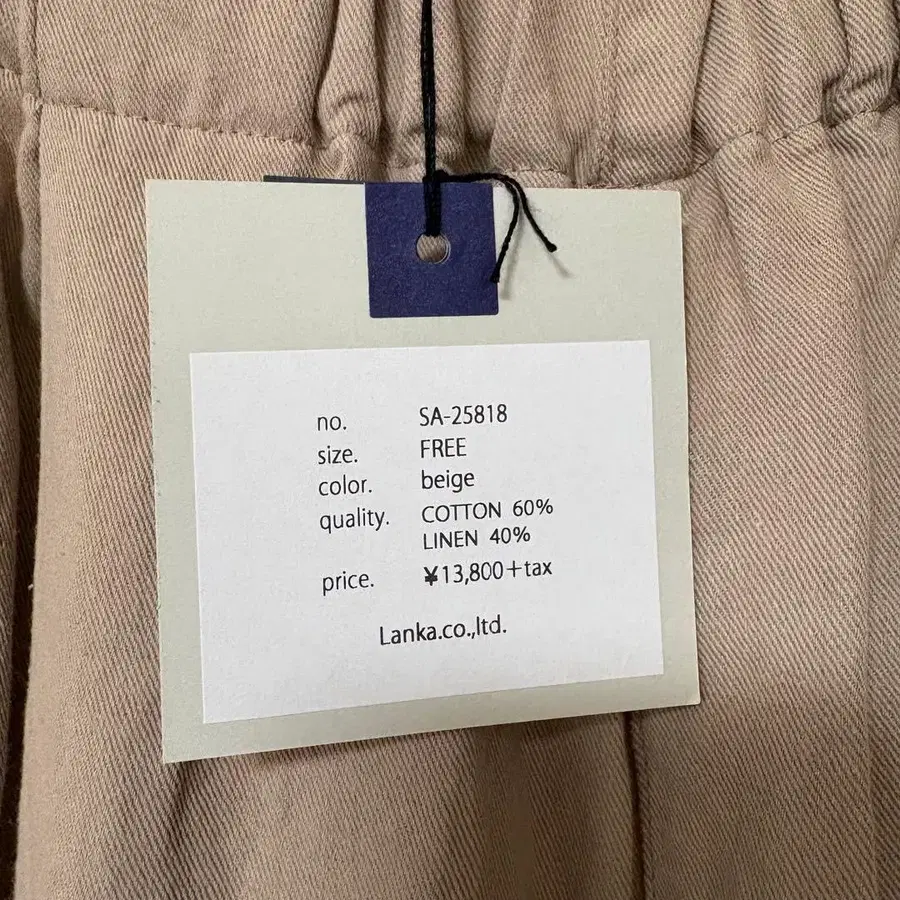 no. SA-25818
size. FREE
color. beige
quality. COTTON 60%
LINEN 40%
price. ¥13,800+tax
Lanka.co.,ltd.